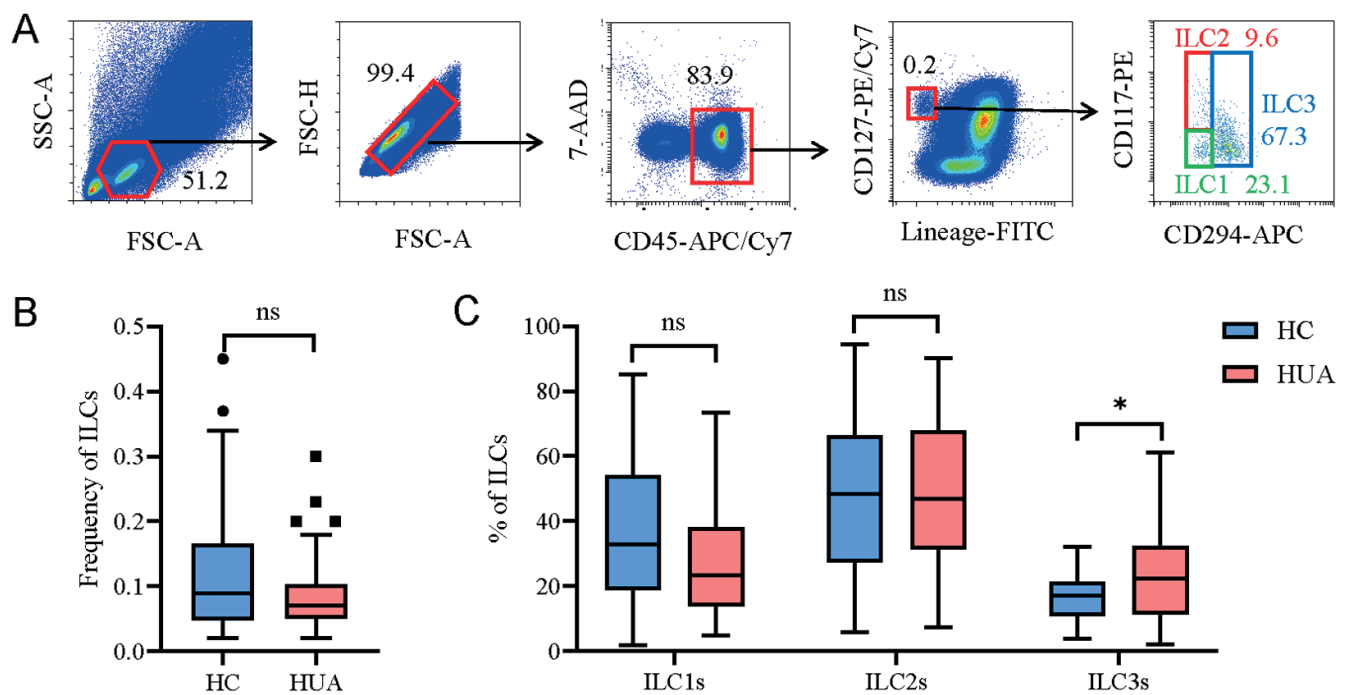 A
SSC-A
51.2
FSC-A
FSC-H
99.4
FSC-A
7-AAD
83.9
CD45-APC/Cy7
CD127-PE/Cy7
0.2
Lineage-FITC
CD117-PE
ILC2 9.6
ILC3
67.3
ILC1 23.1
CD294-APC
B
Frequency of ILCs
0.5
0.4
0.3
0.2
0.1
0.0
ns
HC
HUA
C
% of ILCs
100
80
60
40
20
0
ns
ns
*
ILC1s
ILC2s
ILC3s
HC
HUA